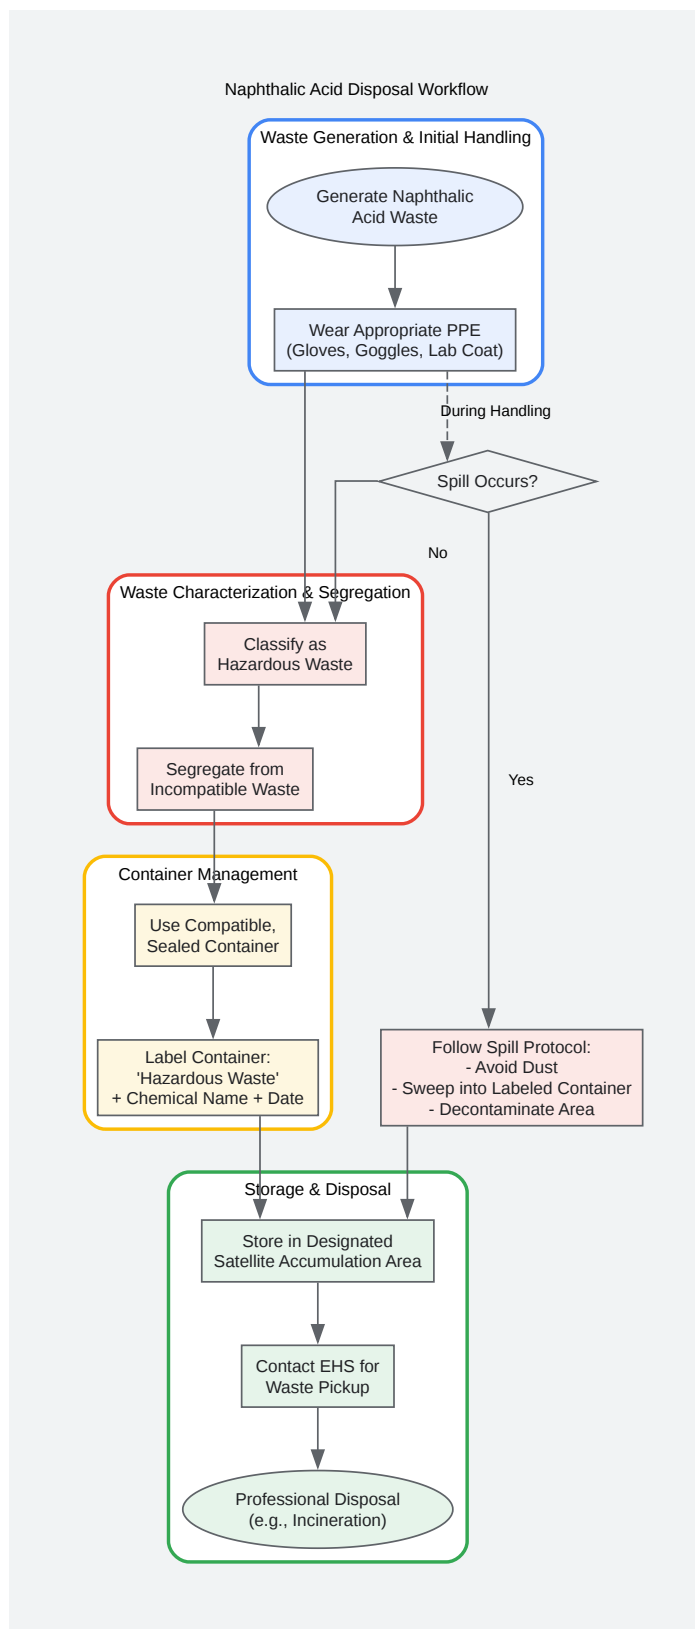 Naphthalic Acid Disposal Workflow
Waste Generation & Initial Handling
Generate Naphthalic
Acid Waste
Wear Appropriate PPE
(Gloves, Goggles, Lab Coat)
During Handling
Spill Occurs?
No
Waste Characterization & Segregation
Classify as
Hazardous Waste
Segregate from
Incompatible Waste
Yes
Container Management
Use Compatible,
Sealed Container
Label Container:
'Hazardous Waste'
+ Chemical Name + Date
Follow Spill Protocol:
- Avoid Dust
- Sweep into Labeled Container
- Decontaminate Area
Storage & Disposal
Store in Designated
Satellite Accumulation Area
Contact EHS for
Waste Pickup
Professional Disposal
(e.g., Incineration)